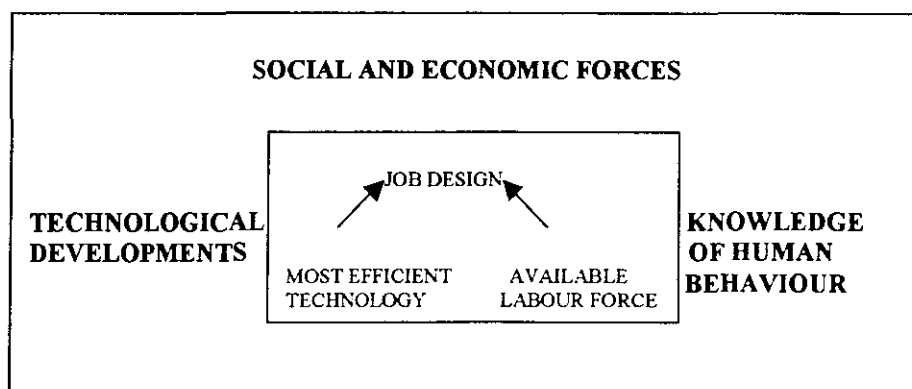 SOCIAL AND ECONOMIC FORCES
JOB DESIGN
TECHNOLOGICAL
DEVELOPMENTS
MOST EFFICIENT
TECHNOLOGY
AVAILABLE
LABOUR FORCE
KNOWLEDGE
OF HUMAN
BEHAVIOUR